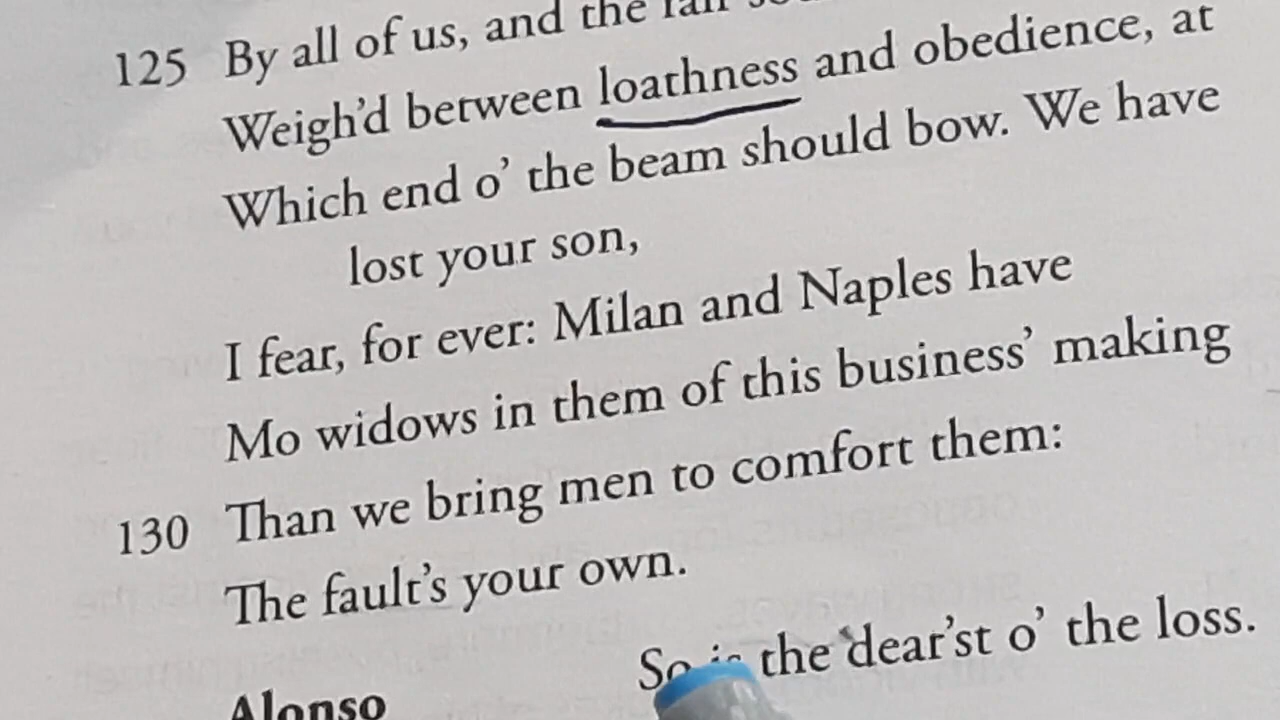 125 By all of us, and the
Weigh'd between loathness and obedience, at
Which end o' the beam should bow. We have
lost your son,
I fear, for ever: Milan and Naples have
Mo widows in them of this business' making
130 Than we bring men to comfort them:
The fault's your own.
So is the dear'st o' the loss.
Alonso